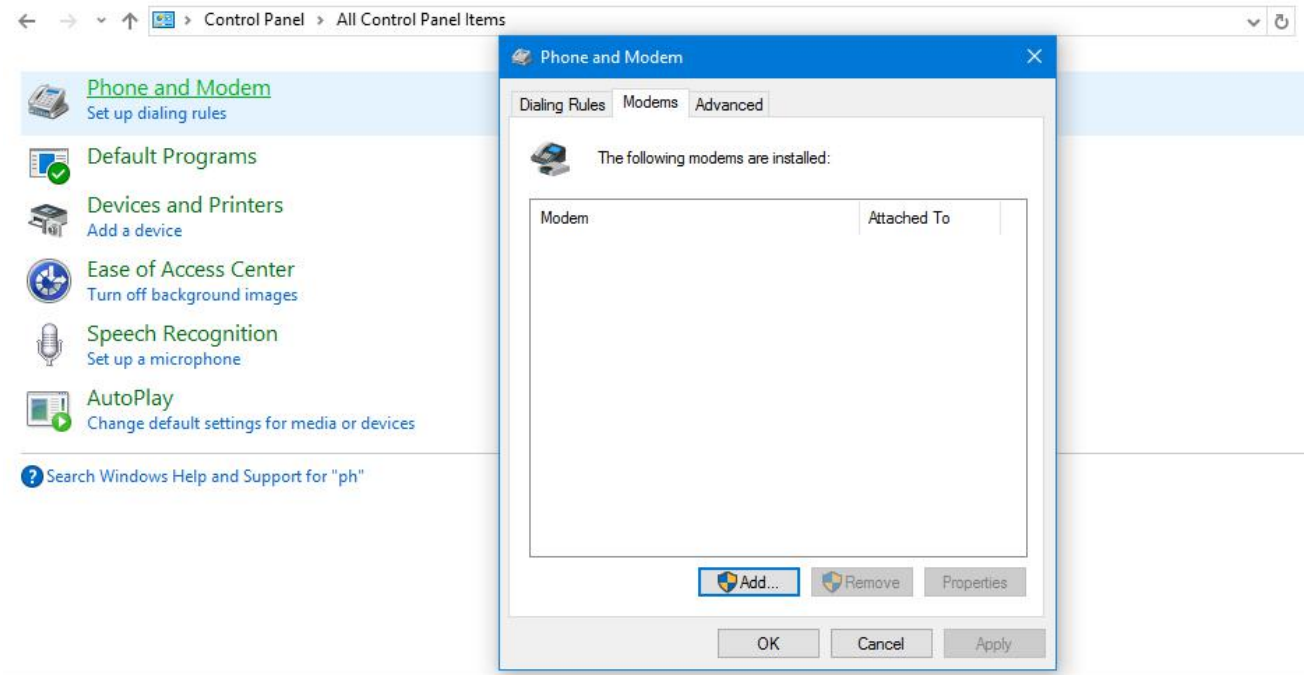 Control Panel > All Control Panel Items
Phone and Modem
Set up dialing rules
Default Programs
Devices and Printers
Add a device
Ease of Access Center
Turn off background images
Speech Recognition
Set up a microphone
AutoPlay
Change default settings for media or devices
Search Windows Help and Support for "ph"
Phone and Modem
Dialing Rules Modems Advanced
The following modems are installed:
Modem Attached To
Add... Remove Properties
OK Cancel Apply